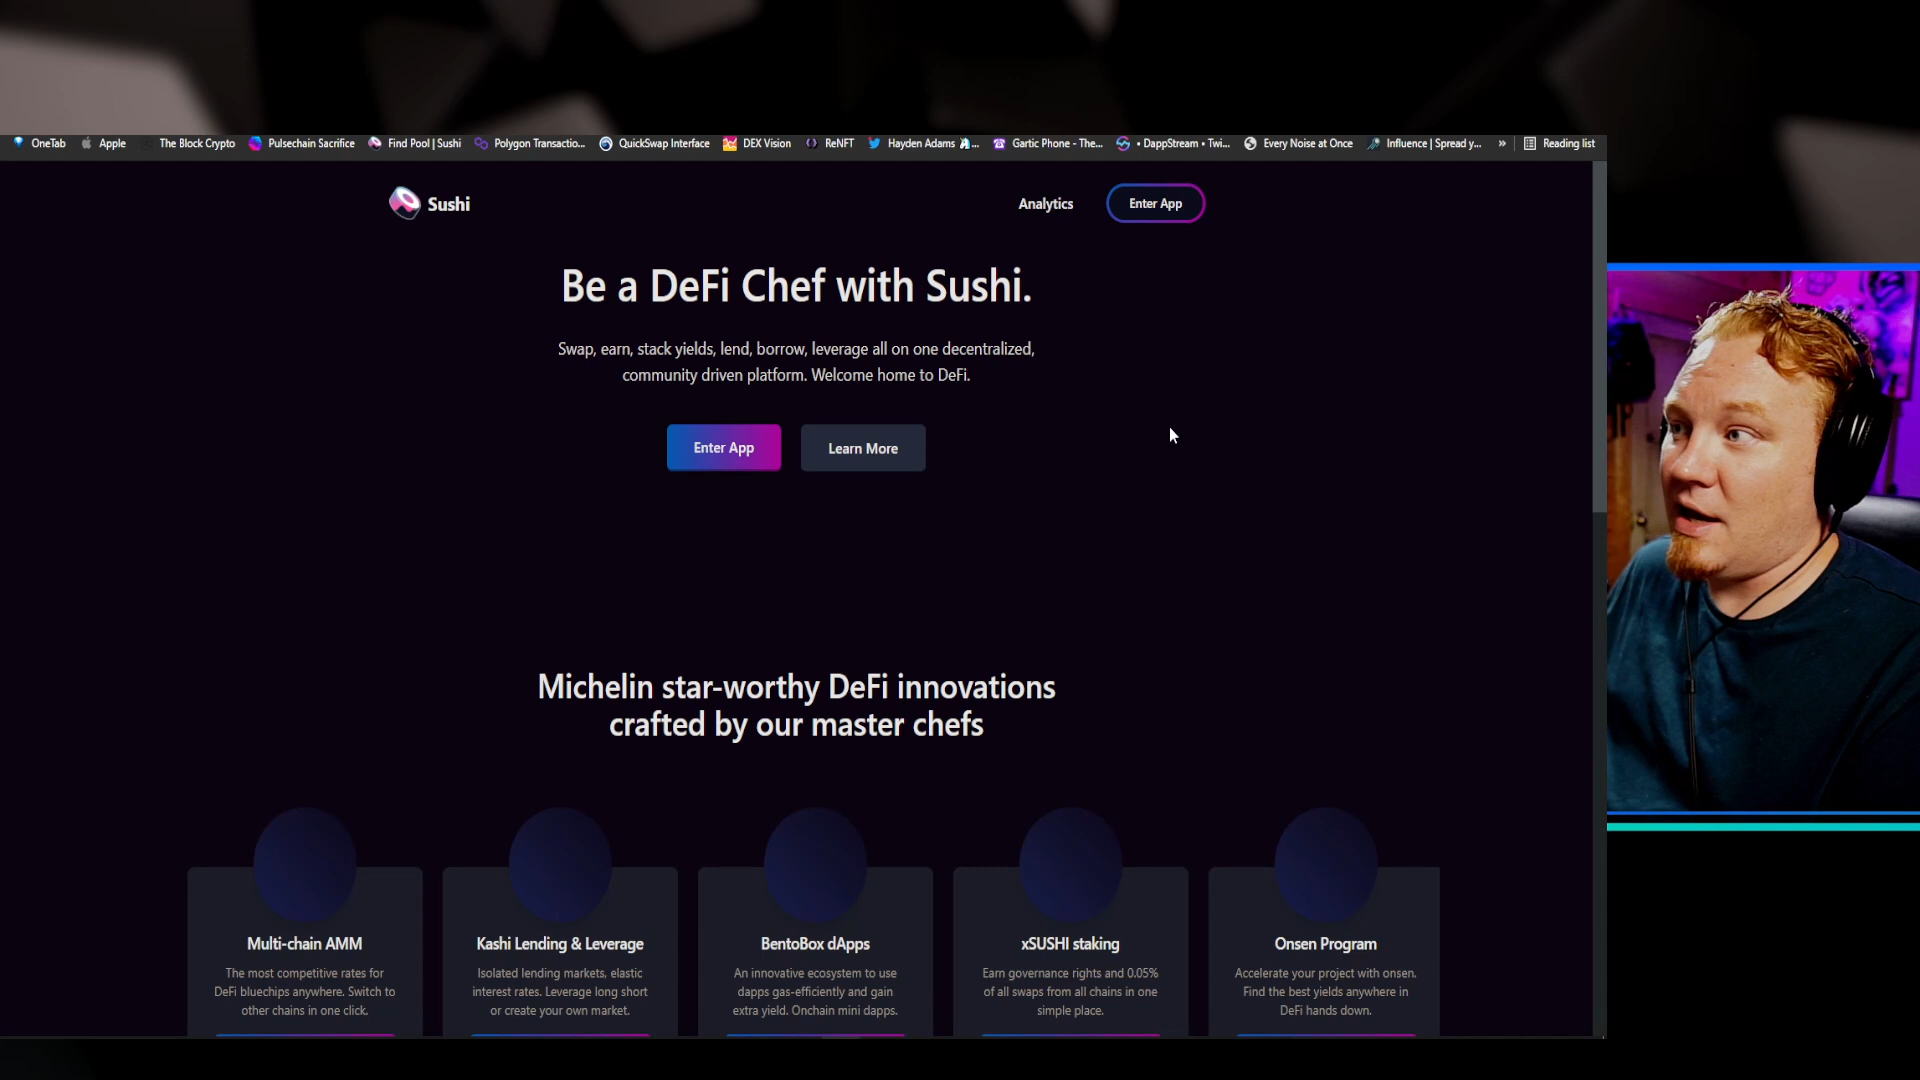 OneTab Apple The Block Crypto Pulsechain Sacrifice Find Pool | Sushi Polygon Transactio... QuickSwap Interface DEX Vision ReNFT Hayden Adams ... Gartic Phone - The... • DappStream • Twi... Every Noise at Once Influence | Spread y... » Reading list
Sushi Analytics Enter App
Be a DeFi Chef with Sushi.
Swap, earn, stack yields, lend, borrow, leverage all on one decentralized,
community driven platform. Welcome home to DeFi.
Enter App Learn More
Michelin star-worthy DeFi innovations
crafted by our master chefs
Multi-chain AMM
The most competitive rates for
DeFi bluechips anywhere. Switch to
other chains in one click.
Kashi Lending & Leverage
Isolated lending markets, elastic
interest rates. Leverage long short
or create your own market.
BentoBox dApps
An innovative ecosystem to use
dapps gas-efficiently and gain
extra yield. Onchain mini dapps.
xSUSHI staking
Earn governance rights and 0.05%
of all swaps from all chains in one
simple place.
Onsen Program
Accelerate your project with onsen.
Find the best yields anywhere in
DeFi hands down.